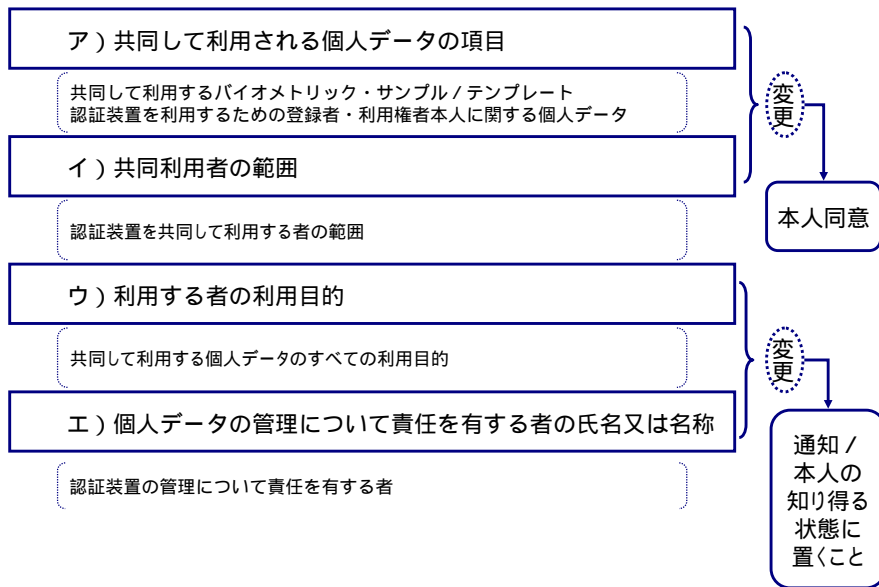 ア）共同して利用される個人データの項目
共同して利用するバイオメトリック・サンプル／テンプレート
認証装置を利用するための登録者・利用権者本人に関する個人データ
変更
イ）共同利用者の範囲
本人同意
認証装置を共同して利用する者の範囲
ウ）利用する者の利用目的
共同して利用する個人データのすべての利用目的
変更
エ）個人データの管理について責任を有する者の氏名又は名称
認証装置の管理について責任を有する者
通知／
本人の
知り得る
状態に
置くこと